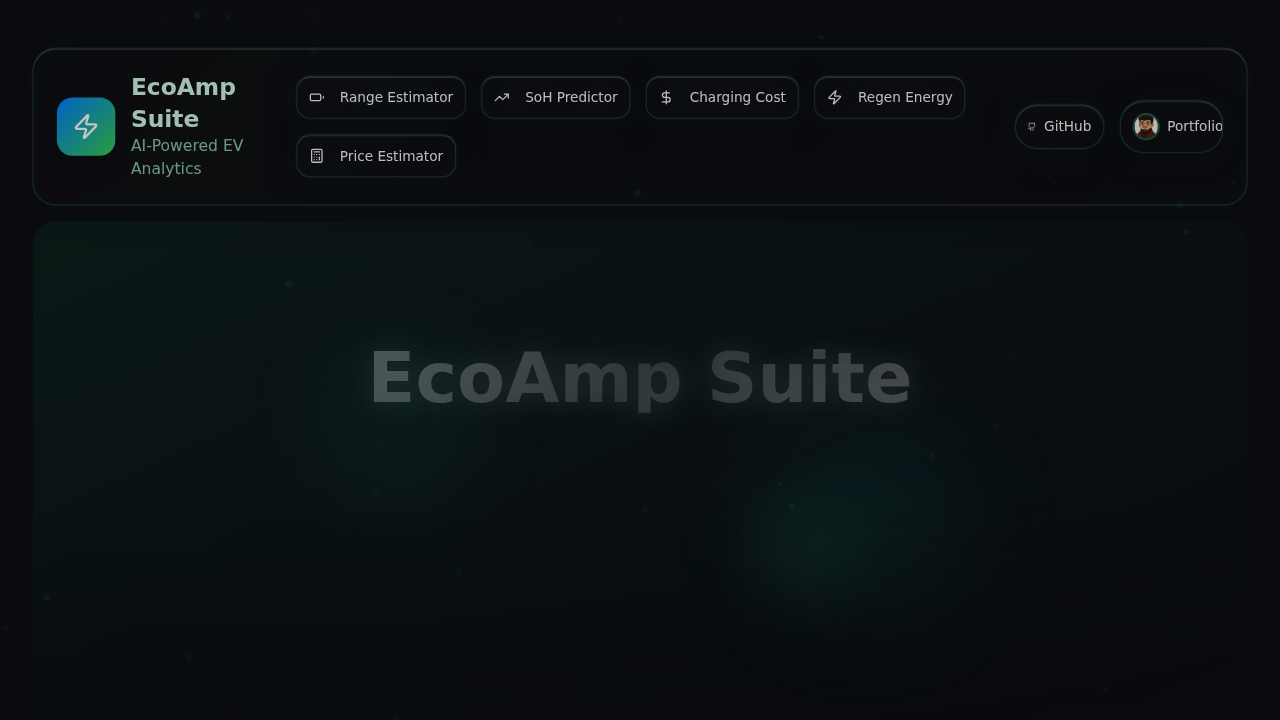 EcoAmp
Suite
AI-Powered EV
Analytics
Range Estimator
SoH Predictor
Charging Cost
Regen Energy
Price Estimator
GitHub
Portfolio
EcoAmp Suite